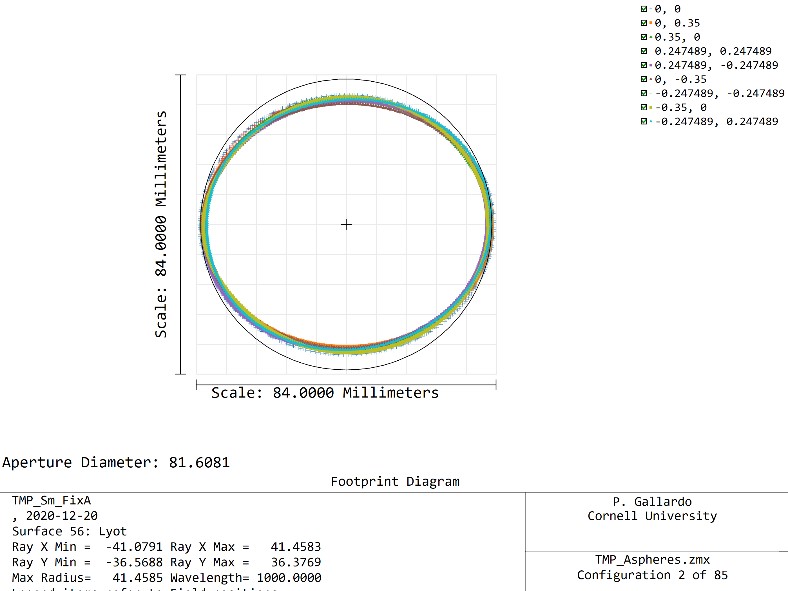 0, 0
0, 0.35
0.35, 0
0.247489, 0.247489
0.247489, -0.247489
0, -0.35
-0.247489, -0.247489
-0.35, 0
-0.247489, 0.247489
Scale: 84.0000 Millimeters
Scale: 84.0000 Millimeters
Aperture Diameter: 81.6081
Footprint Diagram
TMP_Sm_FixA
, 2020-12-20
Surface 56: Lyot
Ray X Min = -41.0791 Ray X Max = 41.4583
Ray Y Min = -36.5688 Ray Y Max = 36.3769
Max Radius= 41.4585 Wavelength= 1000.0000
P. Gallardo
Cornell University
TMP_Aspheres.zmx
Configuration 2 of 85